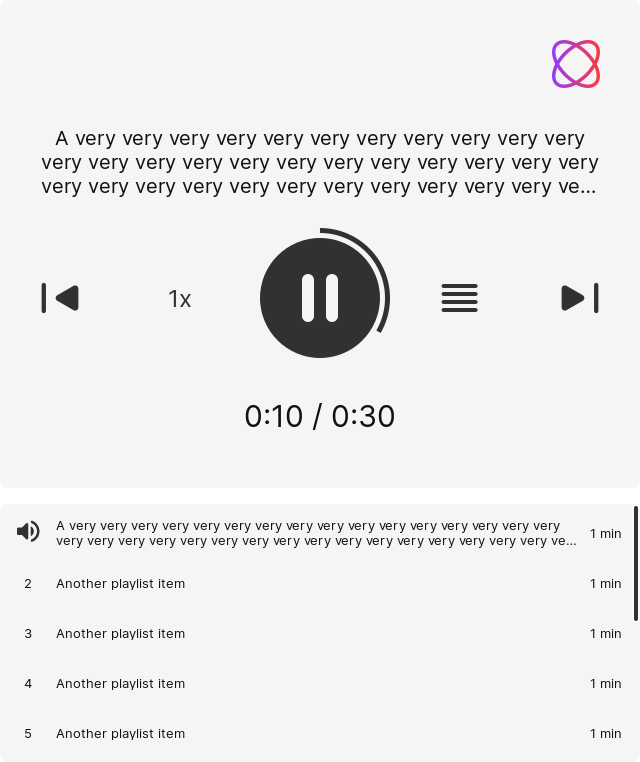 A very very very very very very very very very very very
very very very very very very very very very very very very
very very very very very very very very very very very ve...
1x
0:10 / 0:30
A very very very very very very very very very very very very very very very very
very very very very very very very very very very very very very very very very ve...
1 min
2 Another playlist item 1 min
3 Another playlist item 1 min
4 Another playlist item 1 min
5 Another playlist item 1 min